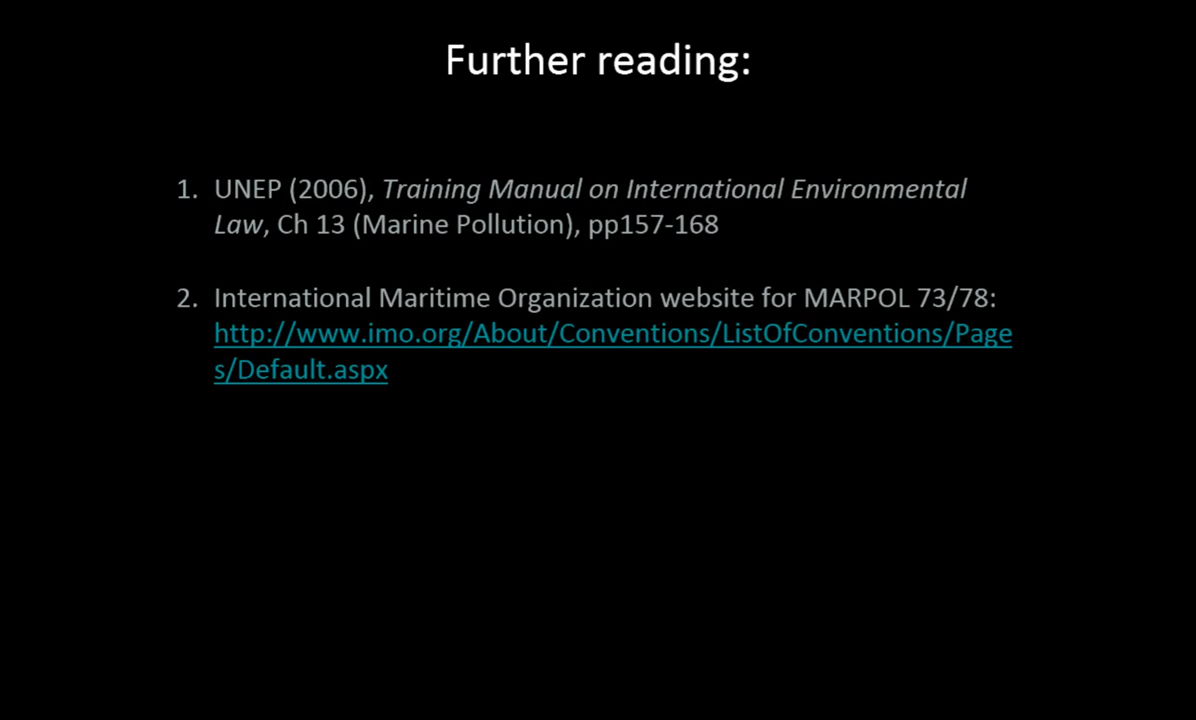 Further reading:
1. UNEP (2006), Training Manual on International Environmental
Law, Ch 13 (Marine Pollution), pp157-168
2. International Maritime Organization website for MARPOL 73/78:
http://www.imo.org/About/Conventions/ListOfConventions/Page
s/Default.aspx